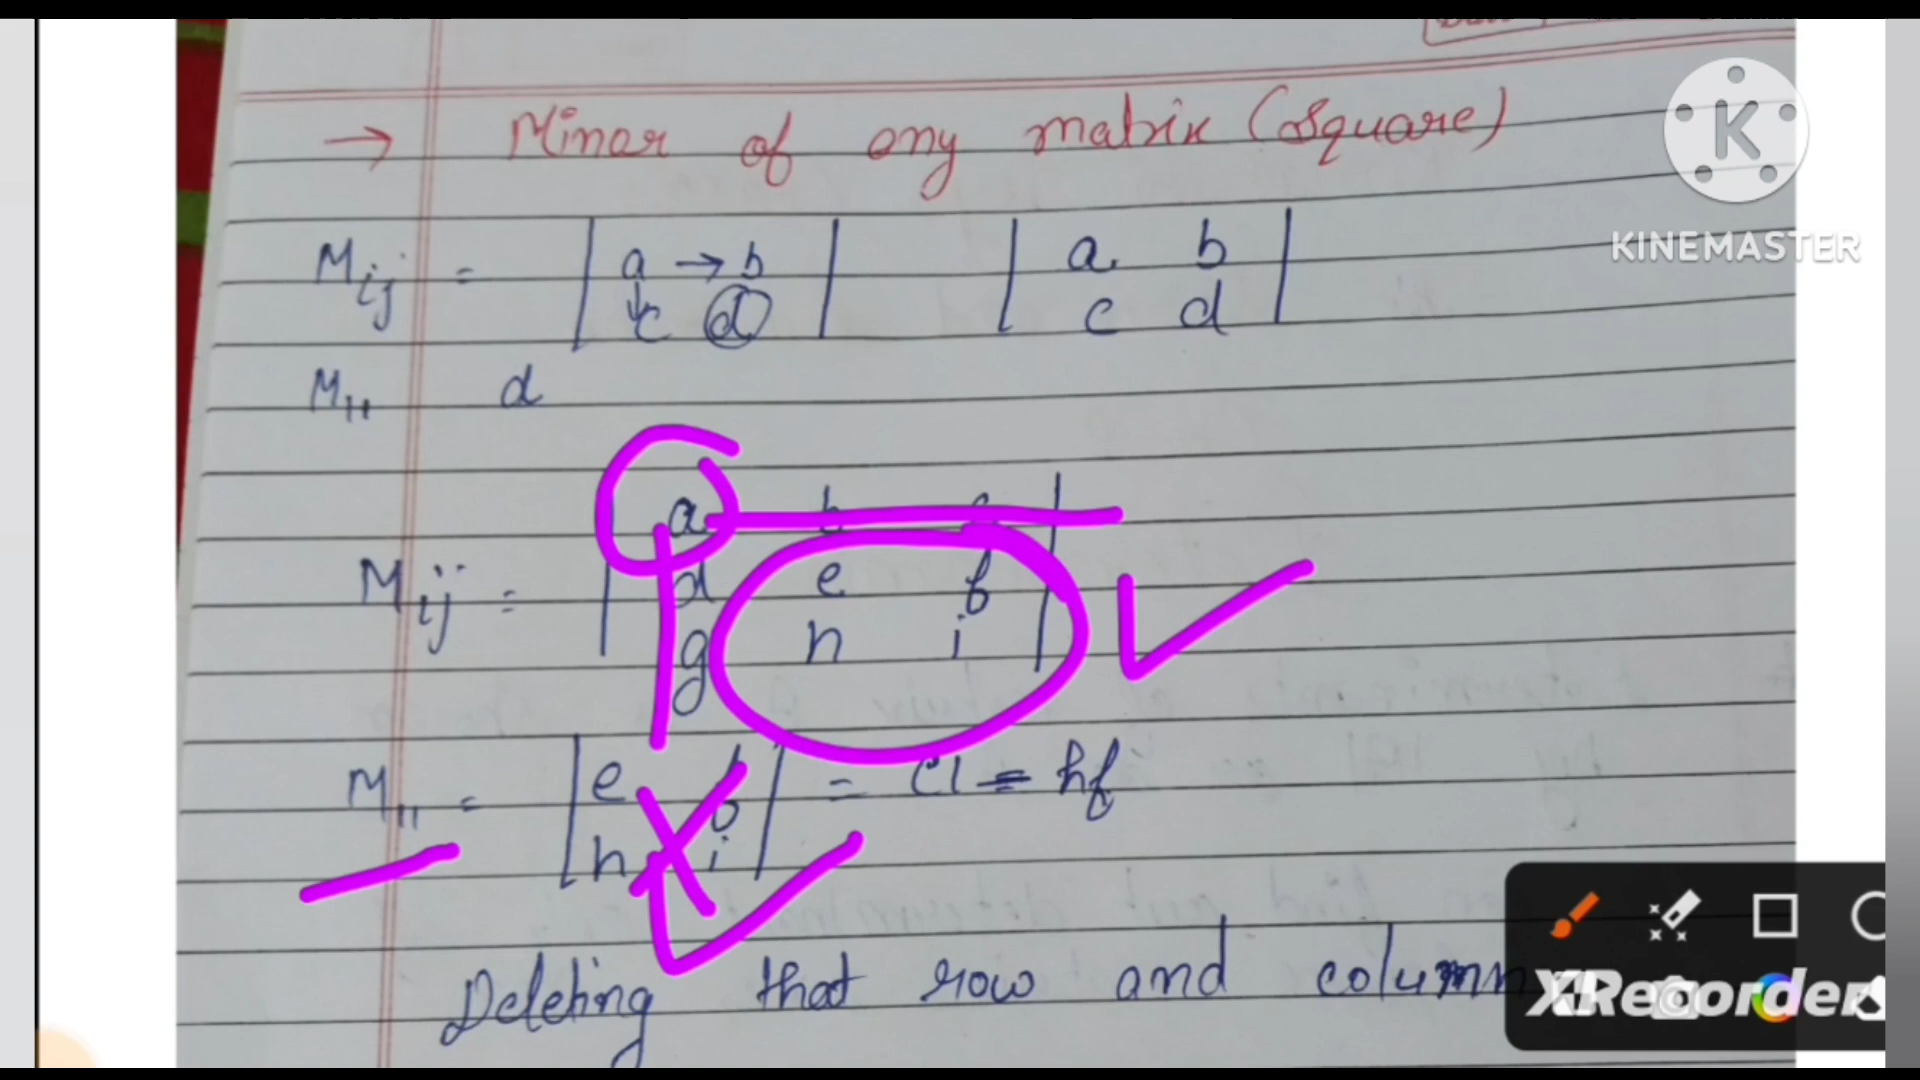 → Minor of any matrix (Square)
KINEMASTER
Mij = | a → b | | a b |
↓c d | c d |
M11 d
a b c |
Mij = | d e f
g h i |
M11 = | e f | = ei - hf
| h i |
Deleting that row and column
XRecorder